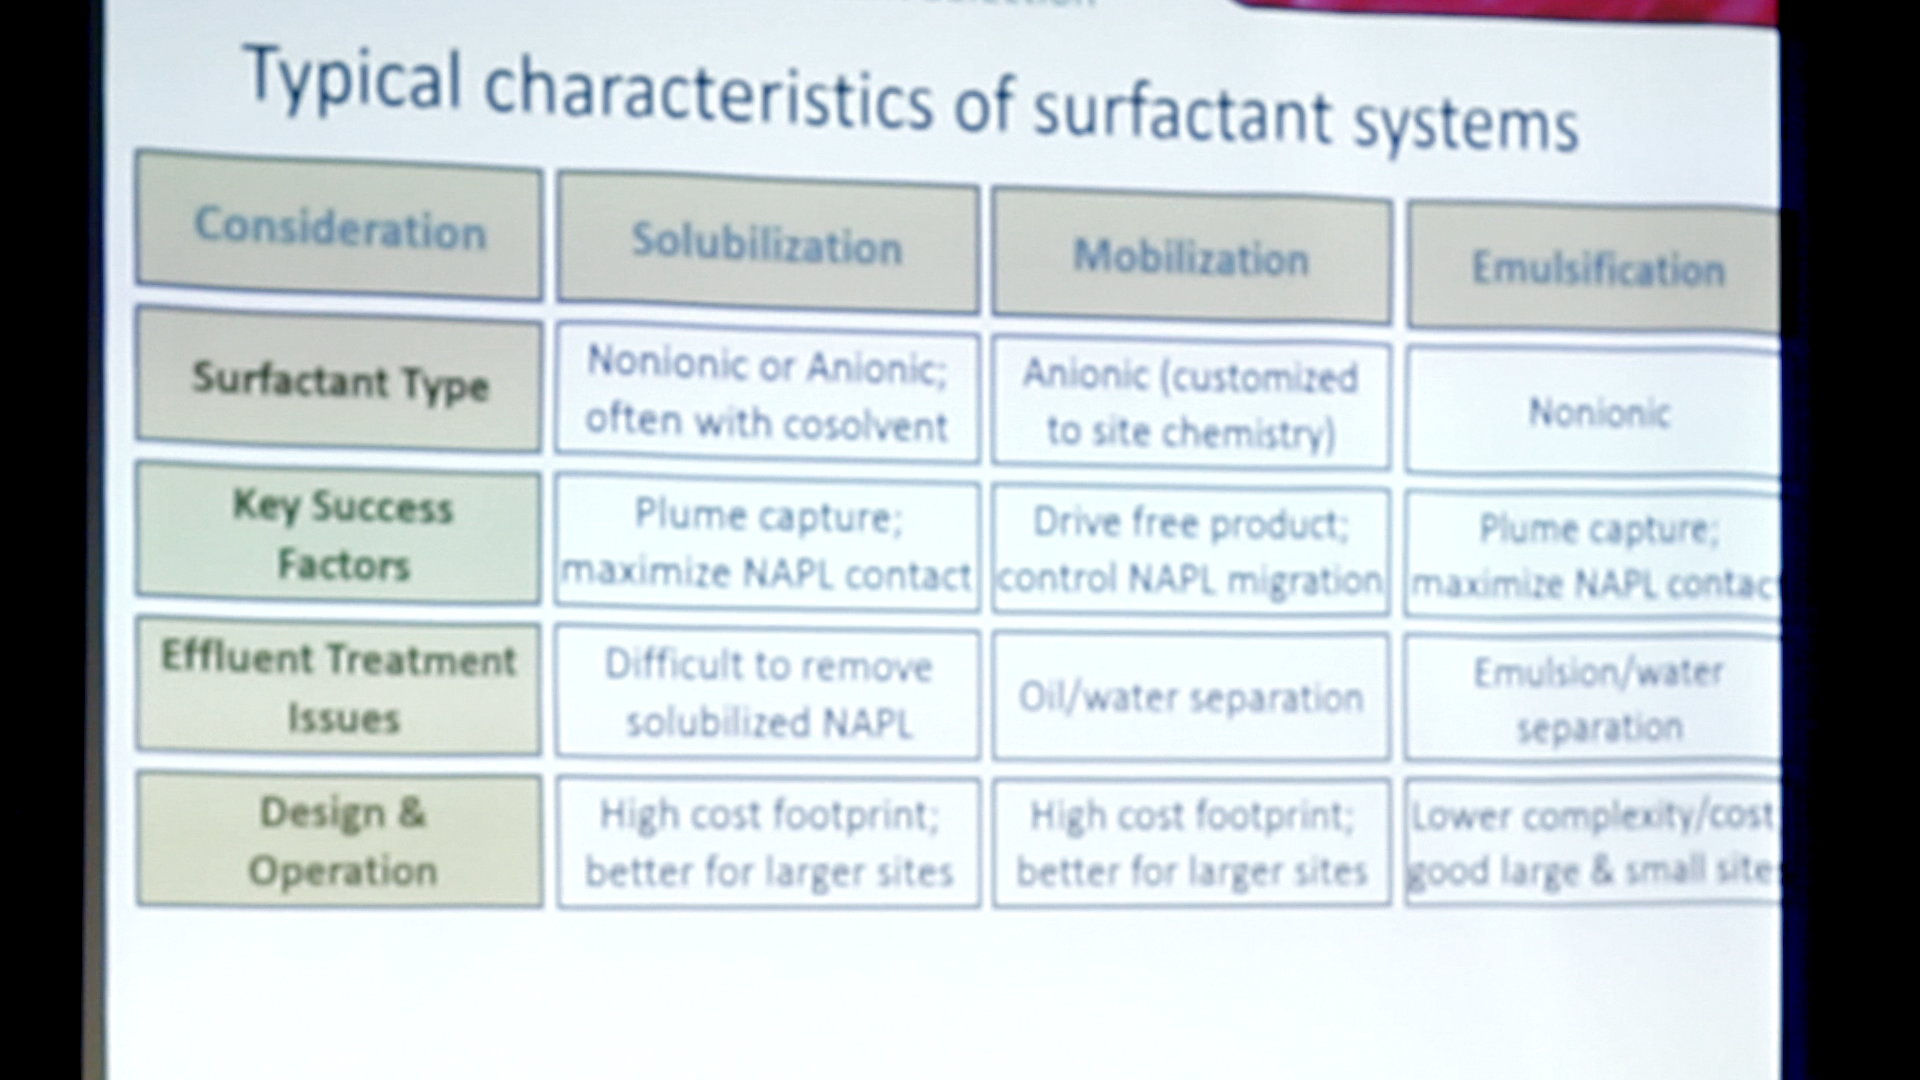 Typical characteristics of surfactant systems
Consideration
Solubilization
Mobilization
Emulsification
Surfactant Type
Nonionic or Anionic;
often with cosolvent
Anionic (customized
to site chemistry)
Nonionic
Key Success
Factors
Plume capture;
maximize NAPL contact
Drive free product;
control NAPL migration
Plume capture;
maximize NAPL contact
Effluent Treatment
Issues
Difficult to remove
solubilized NAPL
Oil/water separation
Emulsion/water
separation
Design &
Operation
High cost footprint;
better for larger sites
High cost footprint;
better for larger sites
Lower complexity/cost;
good large & small sites